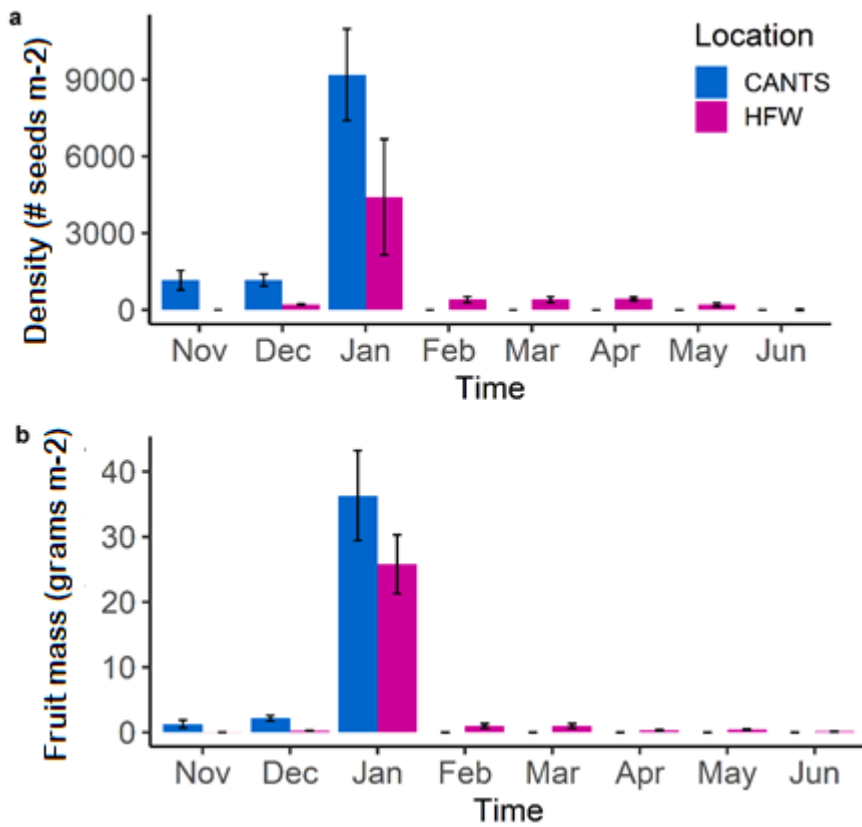 a
Density (# seeds m-2)
9000
6000
3000
0
Location
CANTS
HFW
Nov Dec Jan Feb Mar Apr May Jun
Time
b
Fruit mass (grams m-2)
40
30
20
10
0
Nov Dec Jan Feb Mar Apr May Jun
Time